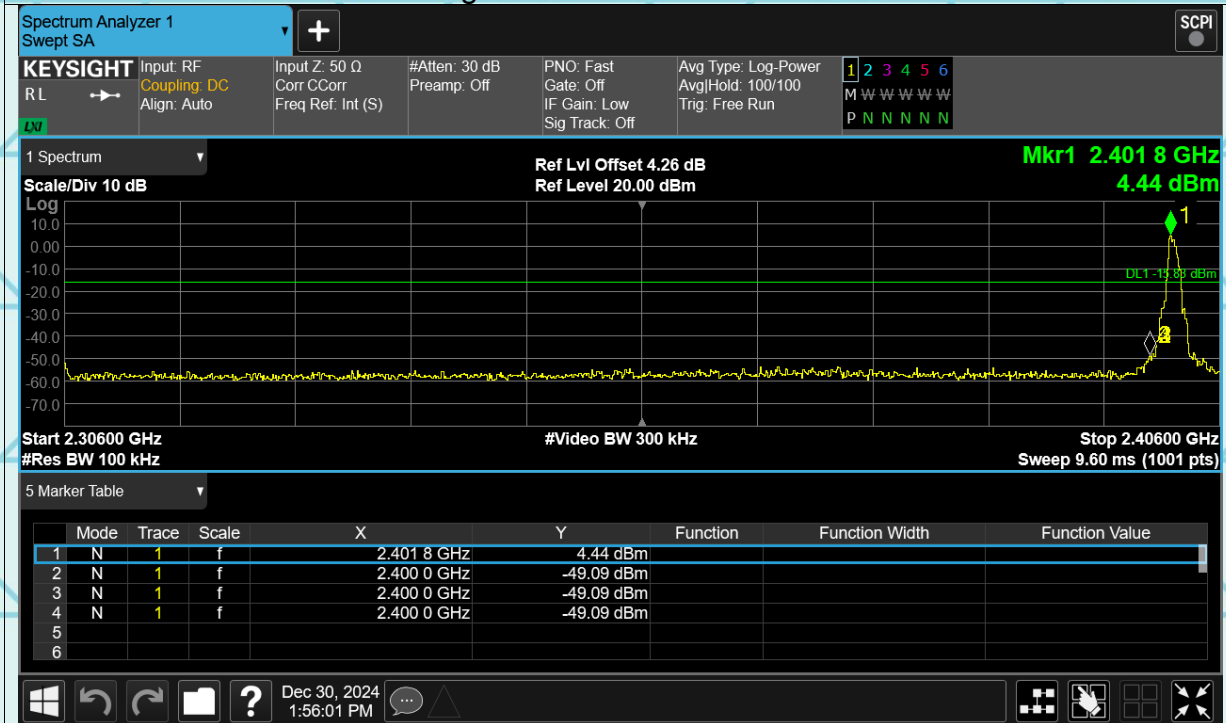 Spectrum Analyzer 1
Swept SA
+
SCPI
KEYSIGHT
RL
LXI
Input: RF
Coupling: DC
Align: Auto
Input Z: 50 Ω
Corr CCorr
Freq Ref: Int (S)
#Atten: 30 dB
Preamp: Off
PNO: Fast
Gate: Off
IF Gain: Low
Sig Track: Off
Avg Type: Log-Power
Avg|Hold: 100/100
Trig: Free Run
1 2 3 4 5 6
M W W W W W
P N N N N N
1 Spectrum
Scale/Div 10 dB
Ref Lvl Offset 4.26 dB
Ref Level 20.00 dBm
Mkr1 2.401 8 GHz
4.44 dBm
Log
10.0
0.00
-10.0
-20.0
-30.0
-40.0
-50.0
-60.0
-70.0
1
DL1 -15.83 dBm
Start 2.30600 GHz
#Res BW 100 kHz
#Video BW 300 kHz
Stop 2.40600 GHz
Sweep 9.60 ms (1001 pts)
5 Marker Table
Mode Trace Scale X Y Function Function Width Function Value
1 N 1 f 2.401 8 GHz 4.44 dBm
2 N 1 f 2.400 0 GHz -49.09 dBm
3 N 1 f 2.400 0 GHz -49.09 dBm
4 N 1 f 2.400 0 GHz -49.09 dBm
5
6
?
Dec 30, 2024
1:56:01 PM